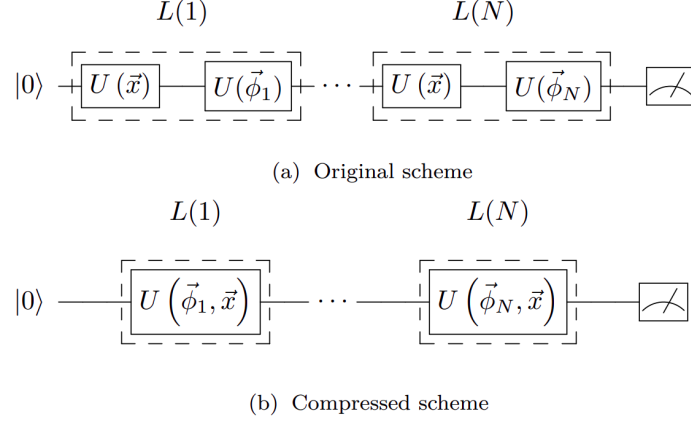 L(1) L(N)
|0⟩ U (x⃗) U(ϕ⃗₁) ⋯ U (x⃗) U(ϕ⃗_N)
(a) Original scheme
L(1) L(N)
|0⟩ U (ϕ⃗₁, x⃗) ⋯ U (ϕ⃗_N, x⃗)
(b) Compressed scheme